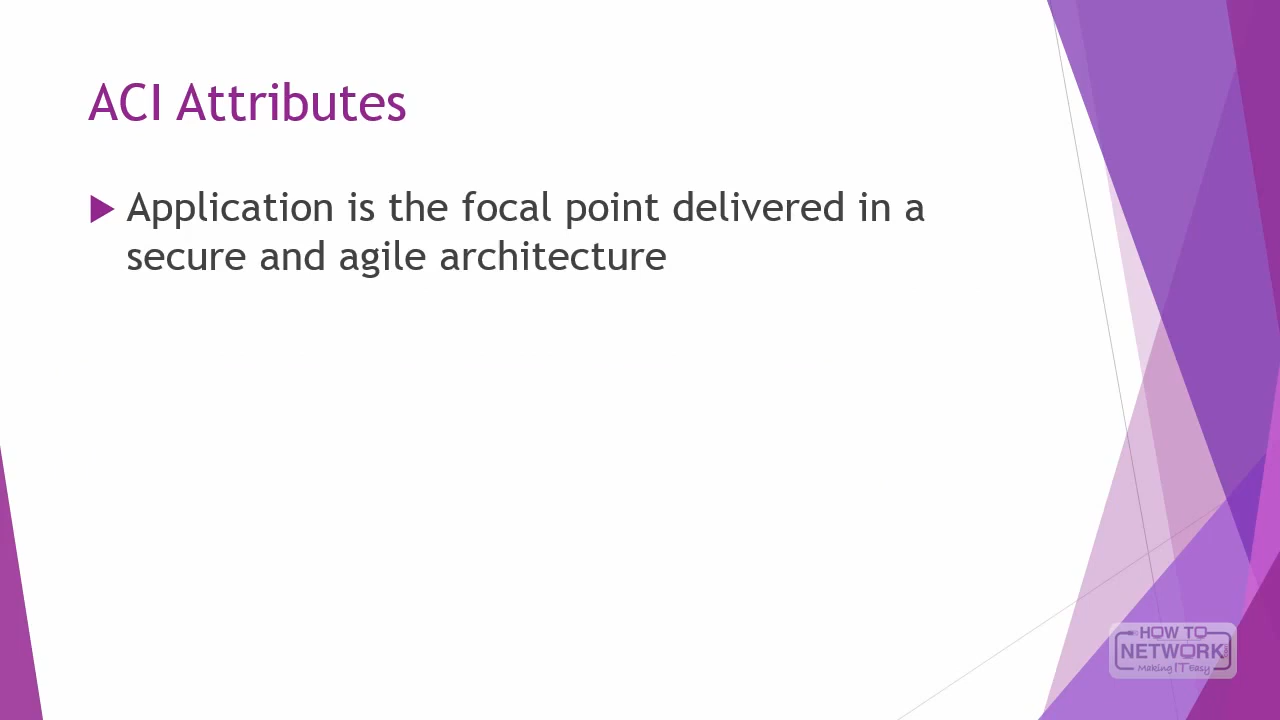 ACI Attributes
Application is the focal point delivered in a
secure and agile architecture
HOW TO
NETWORK
Making IT Easy